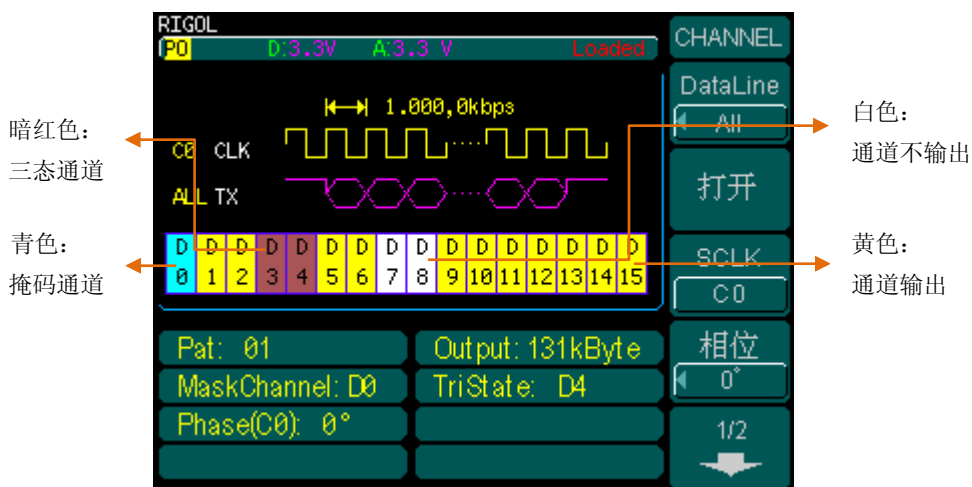 RIGOL
PO D:3.3V A:3.3 V Loaded
CHANNEL
DataLine
All
1.000,0kbps
C0 CLK
ALL TX
打开
D D D D D D D D D D D D D D D D
0 1 2 3 4 5 6 7 8 9 10 11 12 13 14 15
SCLK
C0
Pat: 01
Output: 131kByte
MaskChannel: D0
TriState: D4
Phase(C0): 0°
相位
0°
1/2
暗红色：
三态通道
青色：
掩码通道
白色：
通道不输出
黄色：
通道输出